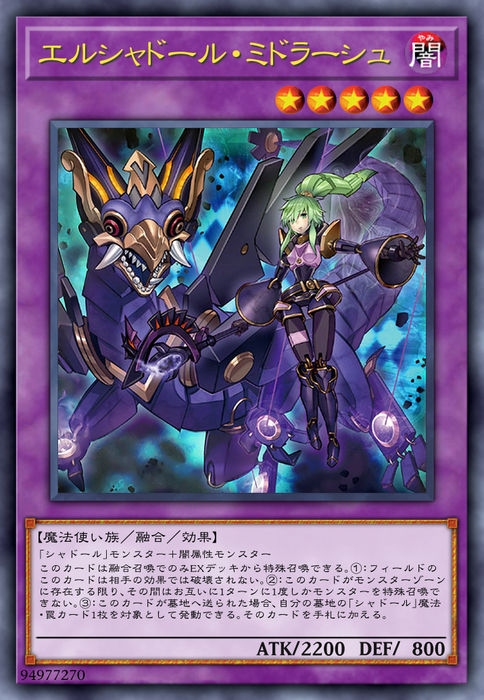 エルシャドール・ミドラーシュ
やみ
闇
【魔法使い族／融合／効果】
「シャドール」モンスター＋闇属性モンスター
このカードは融合召喚でのみEXデッキから特殊召喚できる。①：フィールドの
このカードは相手の効果では破壊されない。②：このカードがモンスターゾーン
に存在する限り、その間はお互いに1ターンに1度しかモンスターを特殊召喚で
きない。③：このカードが墓地へ送られた場合、自分の墓地の「シャドール」魔法
・罠カード1枚を対象として発動できる。そのカードを手札に加える。
ATK/2200 DEF/ 800
94977270